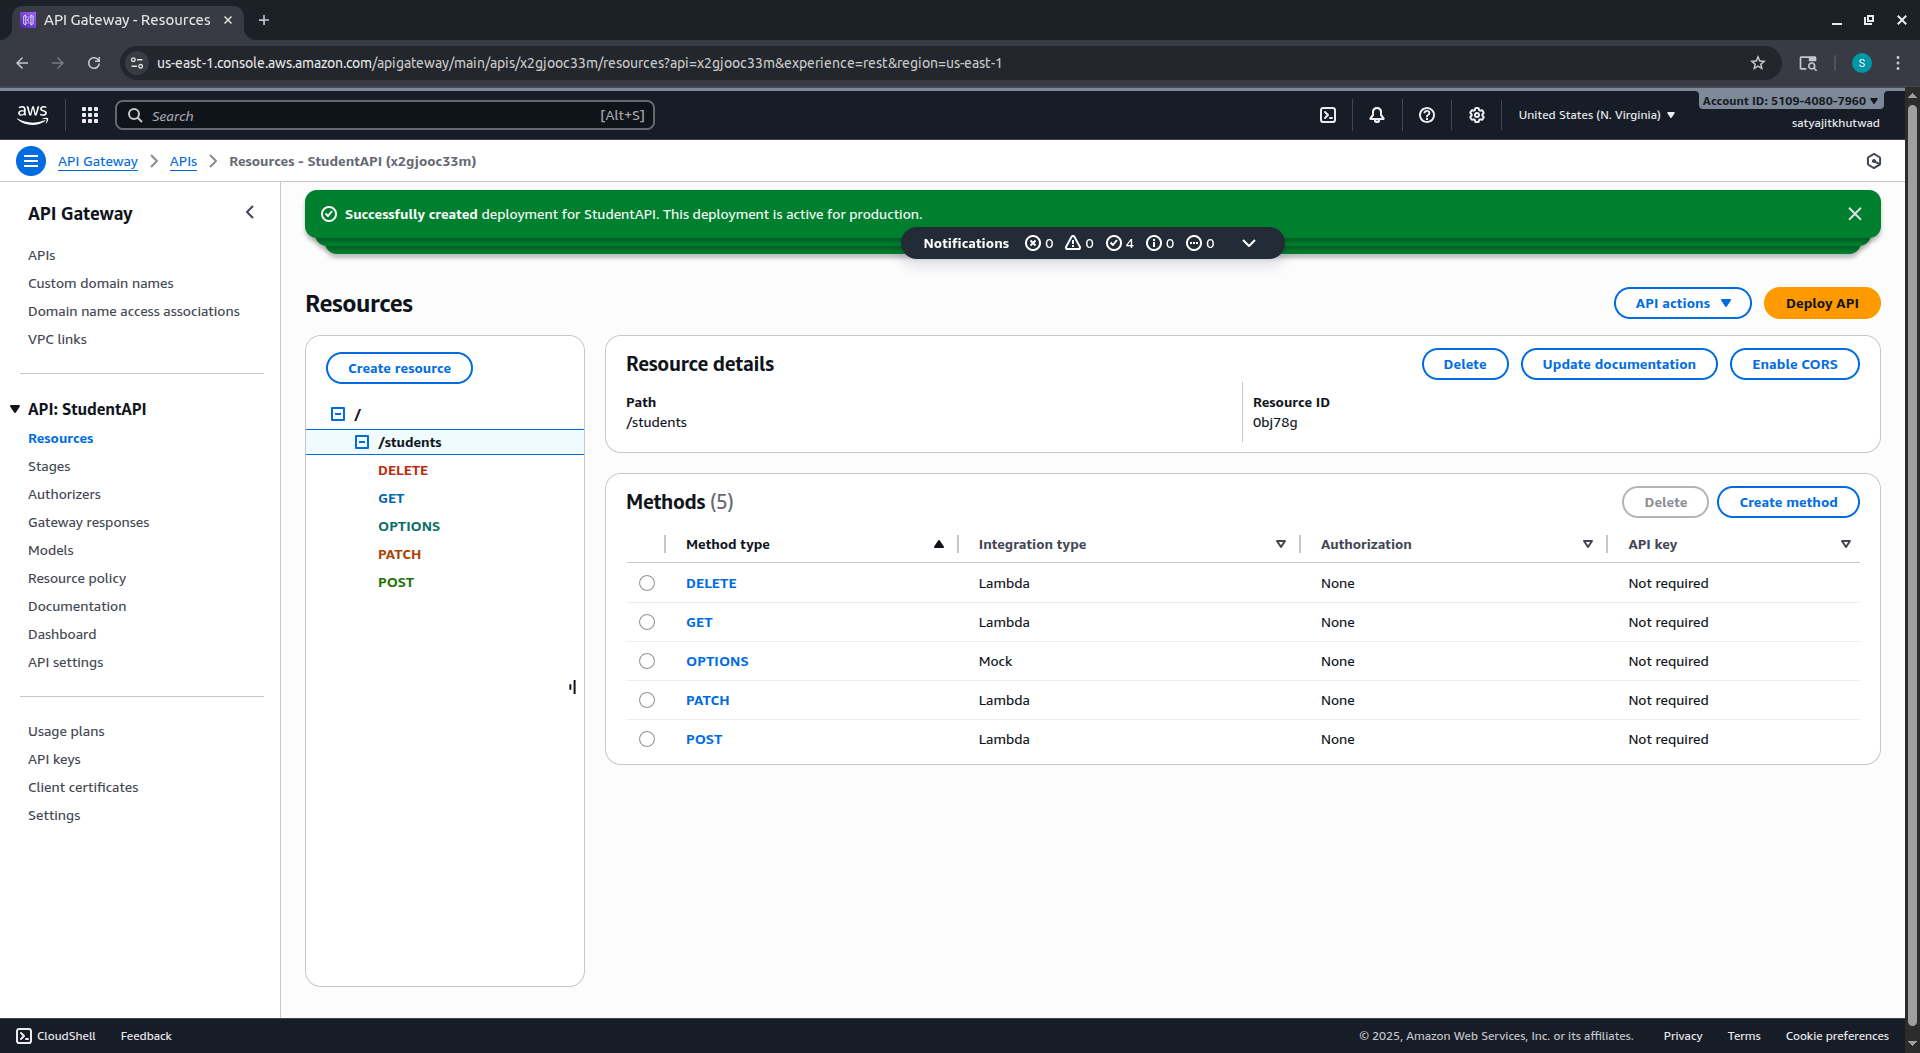 API Gateway - Resources
us-east-1.console.aws.amazon.com/apigateway/main/apis/x2gjooc33m/resources?api=x2gjooc33m&experience=rest&region=us-east-1
S
aws
Search
[Alt+S]
United States (N. Virginia)
Account ID: 5109-4080-7960
satyajitkhutwad
API Gateway
APIs
Resources - StudentAPI (x2gjooc33m)
API Gateway
APIs
Custom domain names
Domain name access associations
VPC links
API: StudentAPI
Resources
Stages
Authorizers
Gateway responses
Models
Resource policy
Documentation
Dashboard
API settings
Usage plans
API keys
Client certificates
Settings
Successfully created deployment for StudentAPI. This deployment is active for production.
Notifications 0 0 4 0 0
Resources
API actions
Deploy API
Create resource
/
/students
DELETE
GET
OPTIONS
PATCH
POST
Resource details
Delete
Update documentation
Enable CORS
Path
/students
Resource ID
0bj78g
Methods (5)
Delete
Create method
Method type Integration type Authorization API key
DELETE Lambda None Not required
GET Lambda None Not required
OPTIONS Mock None Not required
PATCH Lambda None Not required
POST Lambda None Not required
CloudShell
Feedback
© 2025, Amazon Web Services, Inc. or its affiliates.
Privacy
Terms
Cookie preferences